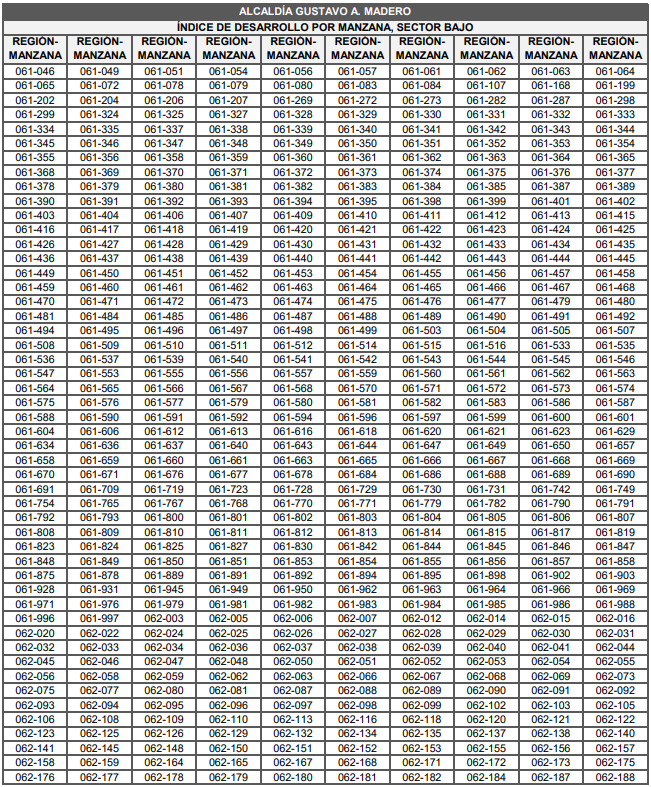 ALCALDÍA GUSTAVO A. MADERO
ÍNDICE DE DESARROLLO POR MANZANA, SECTOR BAJO
REGIÓN- REGIÓN- REGIÓN- REGIÓN- REGIÓN- REGIÓN- REGIÓN- REGIÓN- REGIÓN- REGIÓN-
MANZANA MANZANA MANZANA MANZANA MANZANA MANZANA MANZANA MANZANA MANZANA MANZANA
061-046 061-049 061-051 061-054 061-056 061-057 061-061 061-062 061-063 061-064
061-065 061-072 061-078 061-079 061-080 061-083 061-084 061-107 061-168 061-199
061-202 061-204 061-206 061-207 061-269 061-272 061-273 061-282 061-287 061-298
061-299 061-324 061-325 061-327 061-328 061-329 061-330 061-331 061-332 061-333
061-334 061-335 061-337 061-338 061-339 061-340 061-341 061-342 061-343 061-344
061-345 061-346 061-347 061-348 061-349 061-350 061-351 061-352 061-353 061-354
061-355 061-356 061-358 061-359 061-360 061-361 061-362 061-363 061-364 061-365
061-368 061-369 061-370 061-371 061-372 061-373 061-374 061-375 061-376 061-377
061-378 061-379 061-380 061-381 061-382 061-383 061-384 061-385 061-387 061-389
061-390 061-391 061-392 061-393 061-394 061-395 061-398 061-399 061-401 061-402
061-403 061-404 061-406 061-407 061-409 061-410 061-411 061-412 061-413 061-415
061-416 061-417 061-418 061-419 061-420 061-421 061-422 061-423 061-424 061-425
061-426 061-427 061-428 061-429 061-430 061-431 061-432 061-433 061-434 061-435
061-436 061-437 061-438 061-439 061-440 061-441 061-442 061-443 061-444 061-445
061-449 061-450 061-451 061-452 061-453 061-454 061-455 061-456 061-457 061-458
061-459 061-460 061-461 061-462 061-463 061-464 061-465 061-466 061-467 061-468
061-470 061-471 061-472 061-473 061-474 061-475 061-476 061-477 061-479 061-480
061-481 061-484 061-485 061-486 061-487 061-488 061-489 061-490 061-491 061-492
061-494 061-495 061-496 061-497 061-498 061-499 061-503 061-504 061-505 061-507
061-508 061-509 061-510 061-511 061-512 061-514 061-515 061-516 061-533 061-535
061-536 061-537 061-539 061-540 061-541 061-542 061-543 061-544 061-545 061-546
061-547 061-553 061-555 061-556 061-557 061-559 061-560 061-561 061-562 061-563
061-564 061-565 061-566 061-567 061-568 061-570 061-571 061-572 061-573 061-574
061-575 061-576 061-577 061-579 061-580 061-581 061-582 061-583 061-586 061-587
061-588 061-590 061-591 061-592 061-594 061-596 061-597 061-599 061-600 061-601
061-604 061-606 061-612 061-613 061-616 061-618 061-620 061-621 061-623 061-629
061-634 061-636 061-637 061-640 061-643 061-644 061-647 061-649 061-650 061-657
061-658 061-659 061-660 061-661 061-663 061-665 061-666 061-667 061-668 061-669
061-670 061-671 061-676 061-677 061-678 061-684 061-686 061-688 061-689 061-690
061-691 061-709 061-719 061-723 061-728 061-729 061-730 061-731 061-742 061-749
061-754 061-765 061-767 061-768 061-770 061-771 061-779 061-782 061-790 061-791
061-792 061-793 061-800 061-801 061-802 061-803 061-804 061-805 061-806 061-807
061-808 061-809 061-810 061-811 061-812 061-813 061-814 061-815 061-817 061-819
061-823 061-824 061-825 061-827 061-830 061-842 061-844 061-845 061-846 061-847
061-848 061-849 061-850 061-851 061-853 061-854 061-855 061-856 061-857 061-858
061-875 061-878 061-889 061-891 061-892 061-894 061-895 061-898 061-902 061-903
061-928 061-931 061-945 061-949 061-950 061-962 061-963 061-964 061-966 061-969
061-971 061-976 061-979 061-981 061-982 061-983 061-984 061-985 061-986 061-988
061-996 061-997 062-003 062-005 062-006 062-007 062-012 062-014 062-015 062-016
062-020 062-022 062-024 062-025 062-026 062-027 062-028 062-029 062-030 062-031
062-032 062-033 062-034 062-036 062-037 062-038 062-039 062-040 062-041 062-044
062-045 062-046 062-047 062-048 062-050 062-051 062-052 062-053 062-054 062-055
062-056 062-058 062-059 062-062 062-063 062-066 062-067 062-068 062-069 062-073
062-075 062-077 062-080 062-081 062-087 062-088 062-089 062-090 062-091 062-092
062-093 062-094 062-095 062-096 062-097 062-098 062-099 062-102 062-103 062-105
062-106 062-108 062-109 062-110 062-113 062-116 062-118 062-120 062-121 062-122
062-123 062-125 062-126 062-129 062-132 062-134 062-135 062-137 062-138 062-140
062-141 062-145 062-148 062-150 062-151 062-152 062-153 062-155 062-156 062-157
062-158 062-159 062-164 062-165 062-167 062-168 062-171 062-172 062-173 062-175
062-176 062-177 062-178 062-179 062-180 062-181 062-182 062-184 062-187 062-188